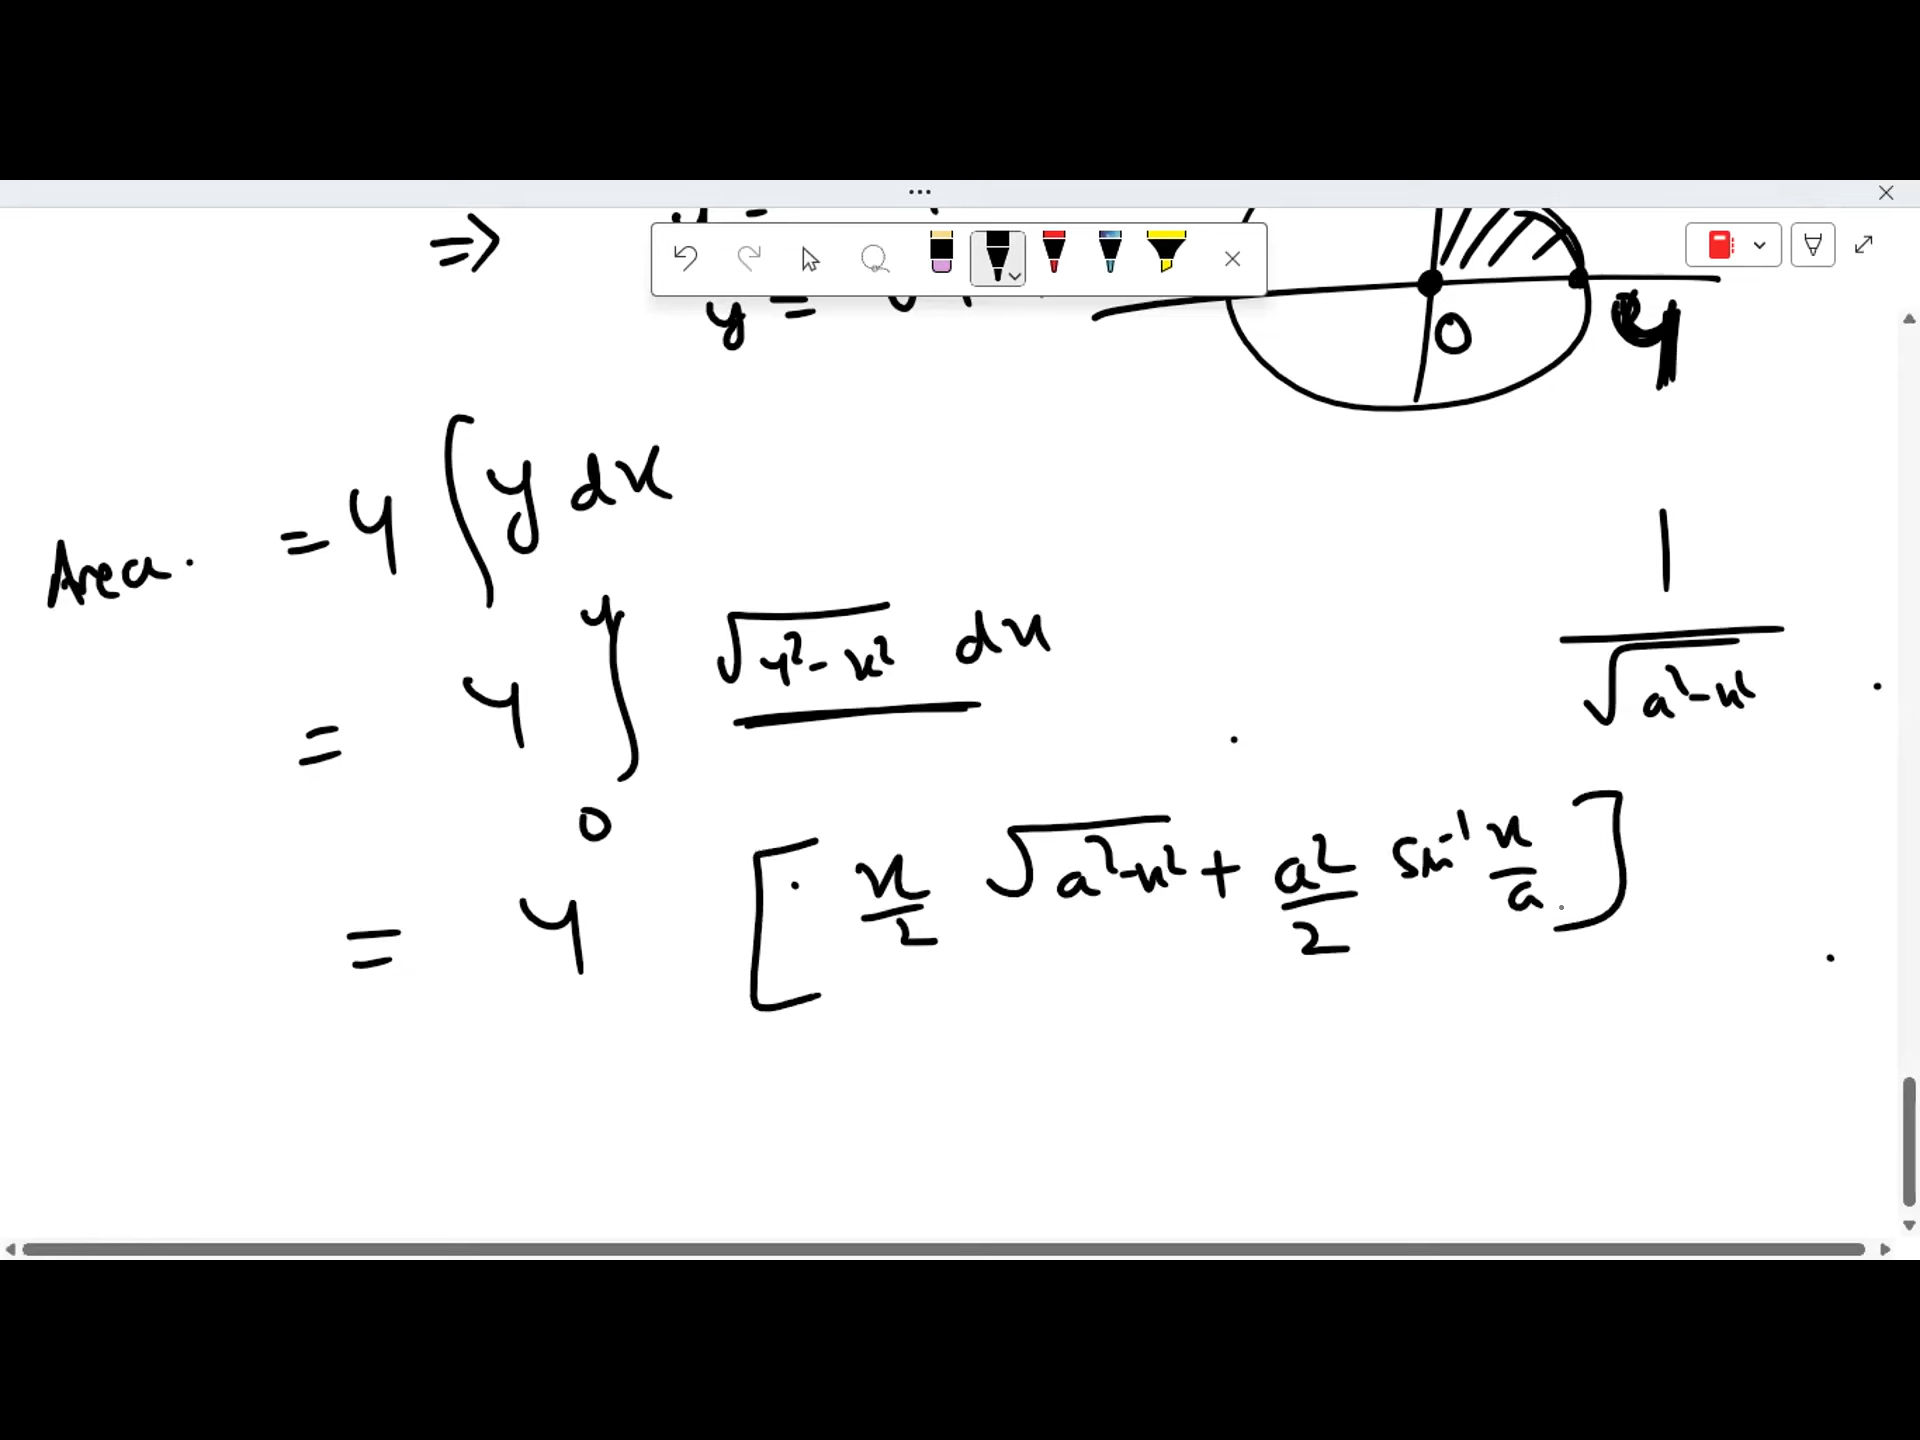 =>
y =
0
4
Area. = 4 ∫ y dx
= 4 ∫₀⁴ √(4²-x²) dx
1/√(a²-x²)
= 4 [ x/2 √(a²-x²) + a²/2 sin⁻¹ x/a ]